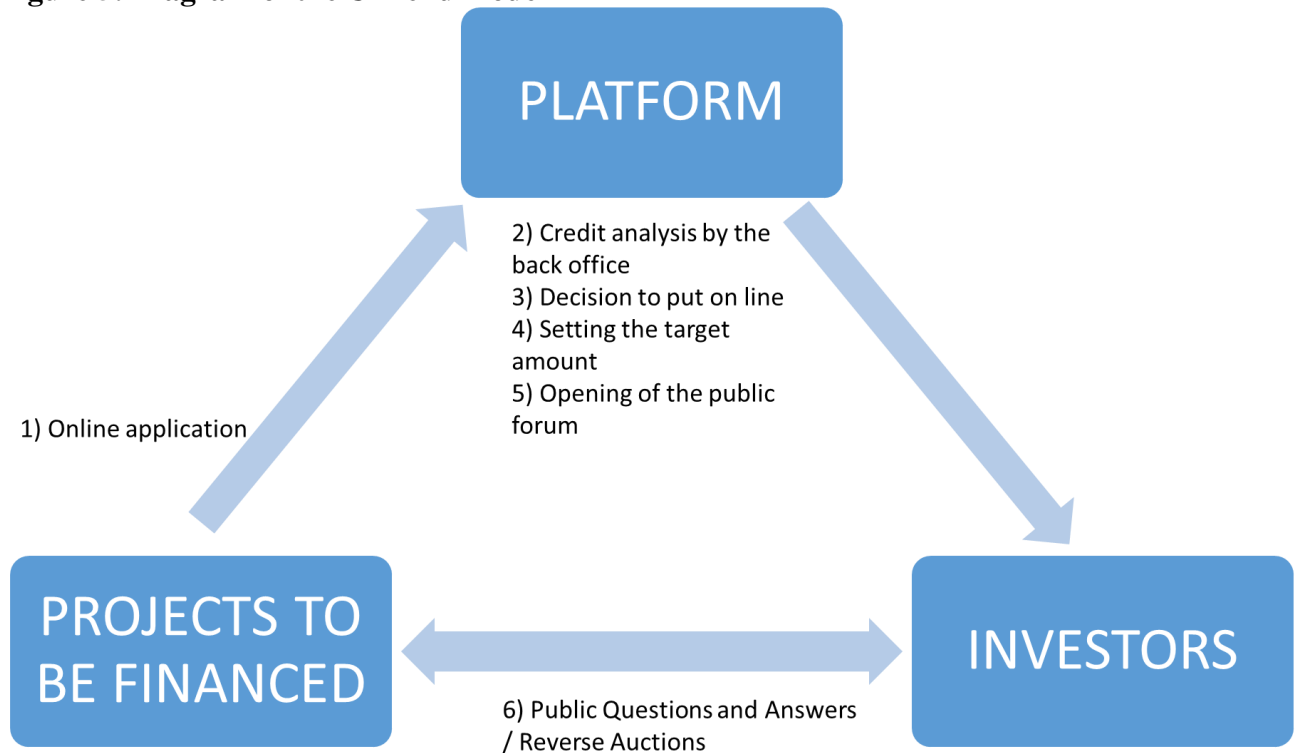 PLATFORM
2) Credit analysis by the
back office
3) Decision to put on line
4) Setting the target
amount
5) Opening of the public
forum
1) Online application
PROJECTS TO
BE FINANCED
INVESTORS
6) Public Questions and Answers
/ Reverse Auctions